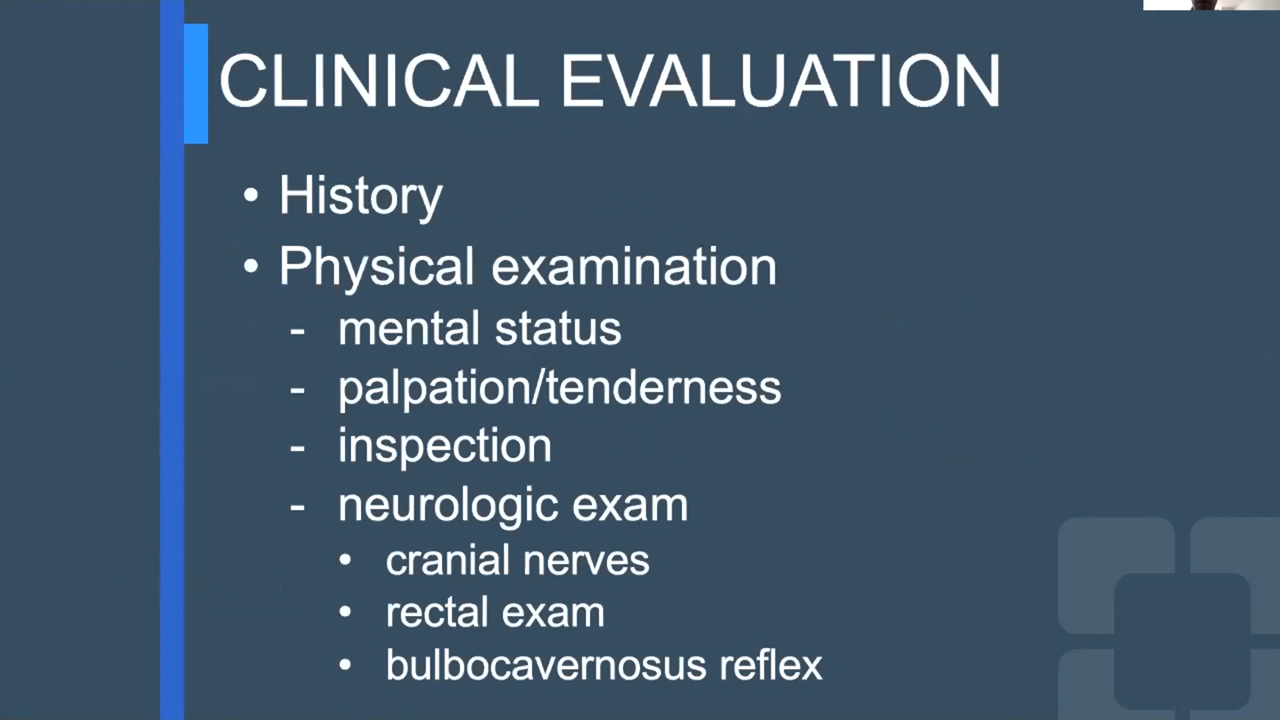 CLINICAL EVALUATION
• History
• Physical examination
- mental status
- palpation/tenderness
- inspection
- neurologic exam
• cranial nerves
• rectal exam
• bulbocavernosus reflex